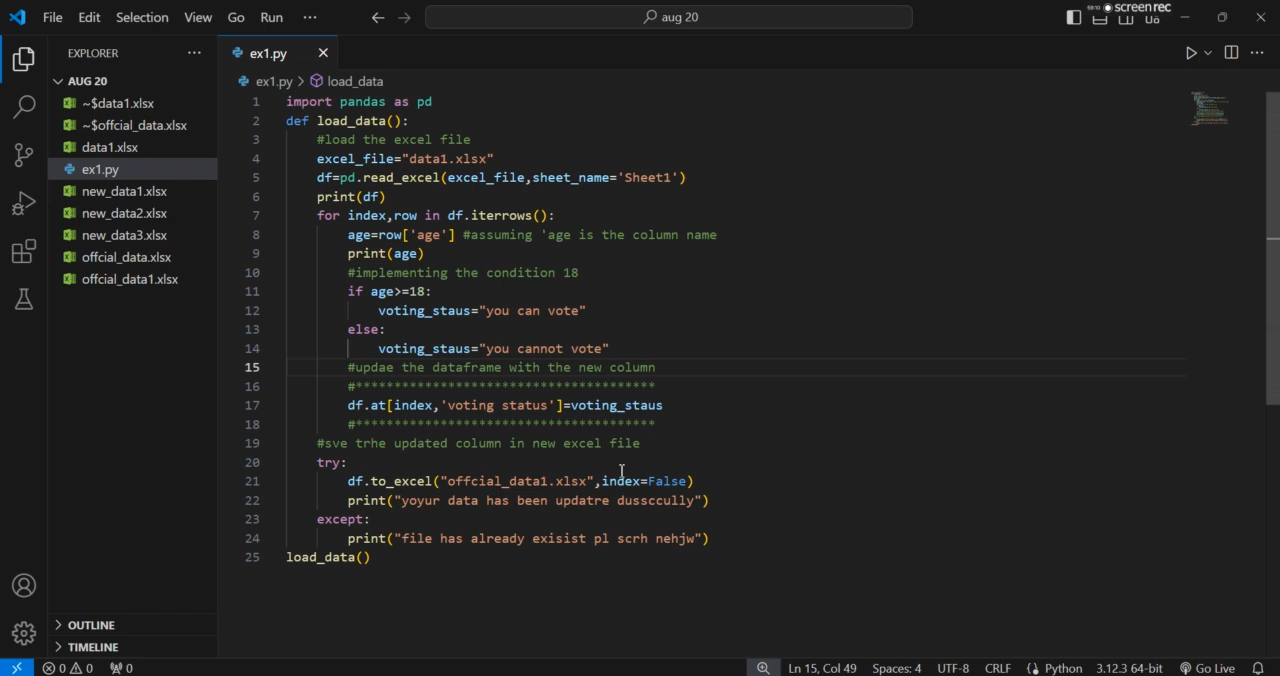 File Edit Selection View Go Run ···
aug 20
screenrec
EXPLORER ···
AUG 20
~$data1.xlsx
~$offcial_data.xlsx
data1.xlsx
ex1.py
new_data1.xlsx
new_data2.xlsx
new_data3.xlsx
offcial_data.xlsx
offcial_data1.xlsx
OUTLINE
TIMELINE
ex1.py
ex1.py > load_data
1 import pandas as pd
2 def load_data():
3 #load the excel file
4 excel_file="data1.xlsx"
5 df=pd.read_excel(excel_file,sheet_name='Sheet1')
6 print(df)
7 for index,row in df.iterrows():
8 age=row['age'] #assuming 'age is the column name
9 print(age)
10 #implementing the condition 18
11 if age>=18:
12 voting_staus="you can vote"
13 else:
14 voting_staus="you cannot vote"
15 #updae the dataframe with the new column
16 #***************************************
17 df.at[index,'voting status']=voting_staus
18 #***************************************
19 #sve trhe updated column in new excel file
20 try:
21 df.to_excel("offcial_data1.xlsx",index=False)
22 print("yoyur data has been updatre dussccully")
23 except:
24 print("file has already exisist pl scrh nehjw")
25 load_data()
0 0 0 Ln 15, Col 49 Spaces: 4 UTF-8 CRLF Python 3.12.3 64-bit Go Live